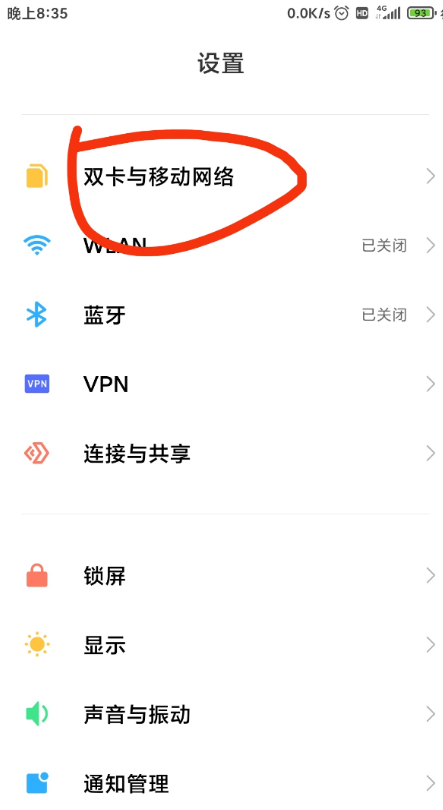 晚上8:35 0.0K/s HD 4G 93
设置
双卡与移动网络
WLAN 已关闭
蓝牙 已关闭
VPN VPN
连接与共享
锁屏
显示
声音与振动
通知管理